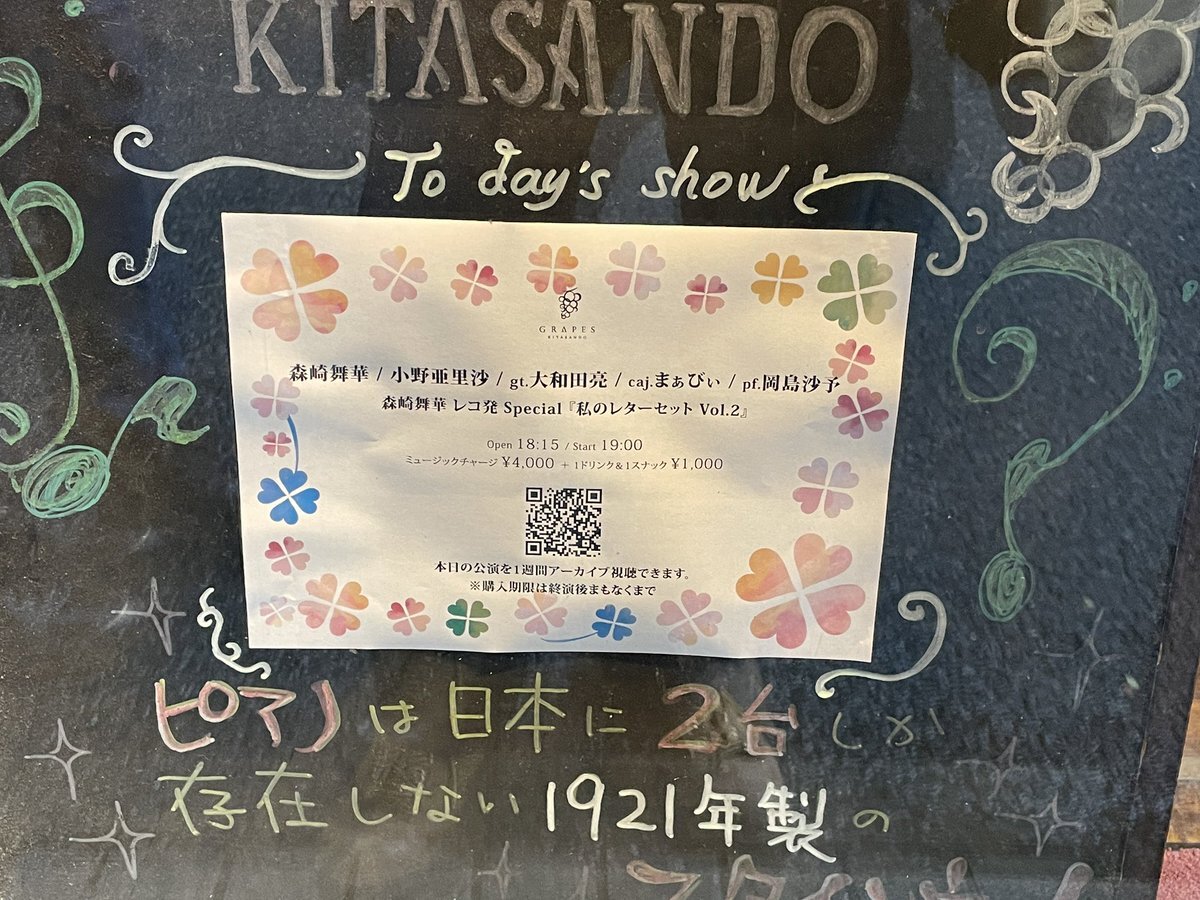 KITASANDO
To day's show
GRAPES
KITASANDO
森崎舞華 / 小野亜里沙 / gt.大和田亮 / caj.まぁびぃ / pf.岡島沙予
森崎舞華 レコ発 Special『私のレターセット Vol.2』
Open 18:15 / Start 19:00
ミュージックチャージ ¥4,000 + 1ドリンク&1スナック ¥1,000
本日の公演を1週間アーカイブ視聴できます。
※購入期限は終演後まもなくまで
ピアノは日本に2台しか
存在しない1921年製の